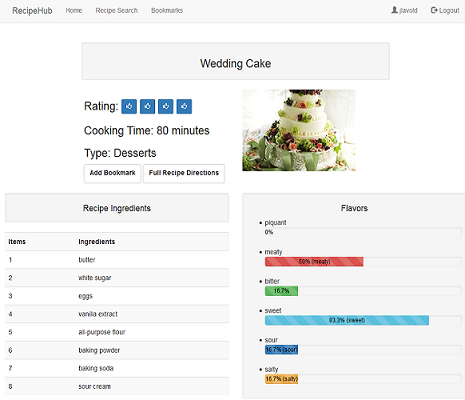 RecipeHub Home Recipe Search Bookmarks jlavold Logout
Wedding Cake
Rating:
Cooking Time: 80 minutes
Type: Desserts
Add Bookmark Full Recipe Directions
Recipe Ingredients
Items Ingredients
1 butter
2 white sugar
3 eggs
4 vanilla extract
5 all-purpose flour
6 baking powder
7 baking soda
8 sour cream
Flavors
piquant
0%
meaty
50% (meaty)
bitter
16.7%
sweet
83.3% (sweet)
sour
16.7% (sour)
salty
16.7% (salty)